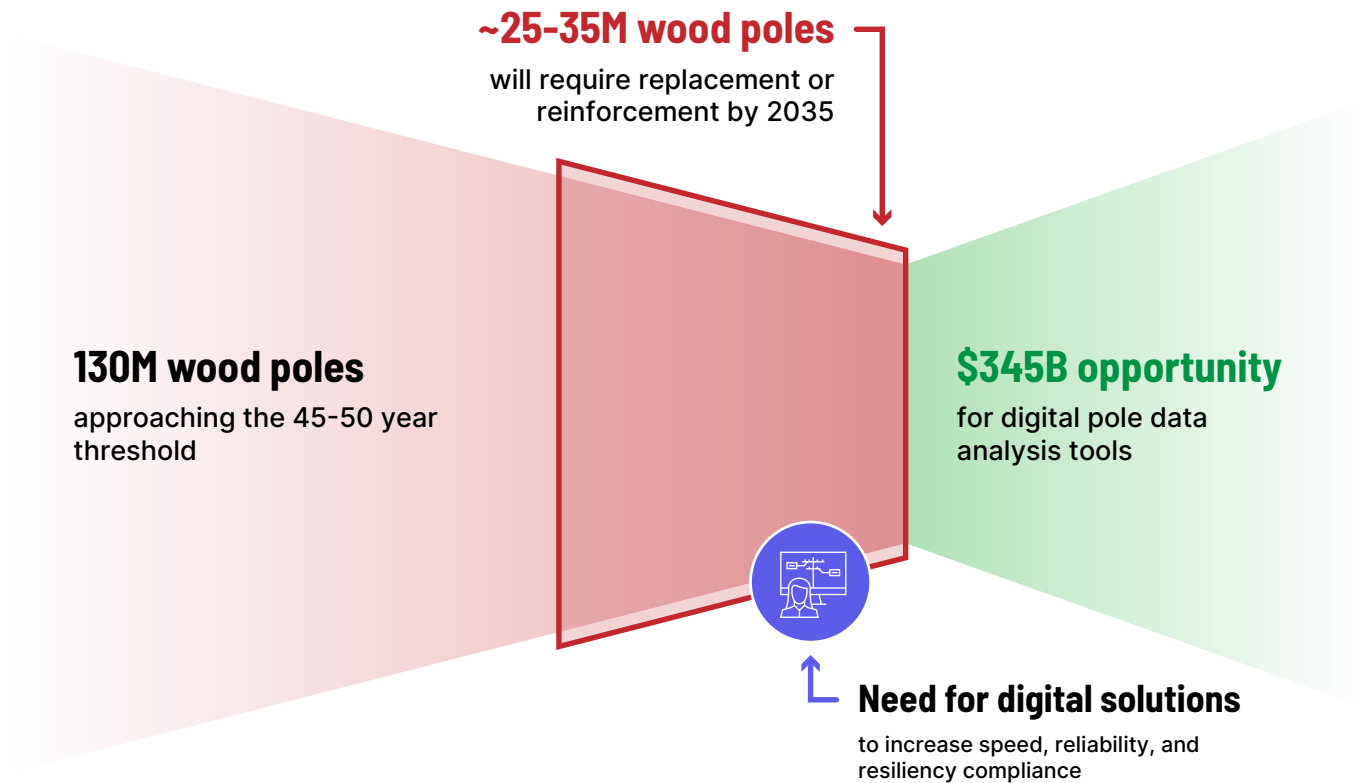 ~25-35M wood poles
will require replacement or
reinforcement by 2035
130M wood poles
approaching the 45-50 year
threshold
$345B opportunity
for digital pole data
analysis tools
Need for digital solutions
to increase speed, reliability, and
resiliency compliance